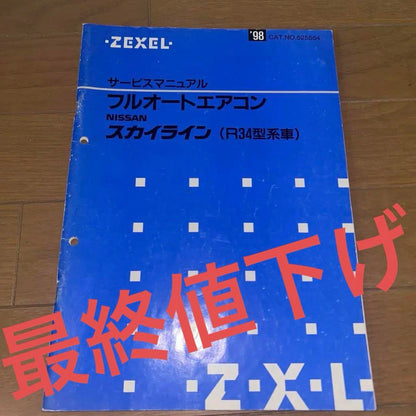 ·ZEXEL·
'98 CAT.NO.525554
サービスマニュアル
フルオートエアコン
NISSAN
スカイライン（R34型系車）
最終値下げ
·Z·X·L·